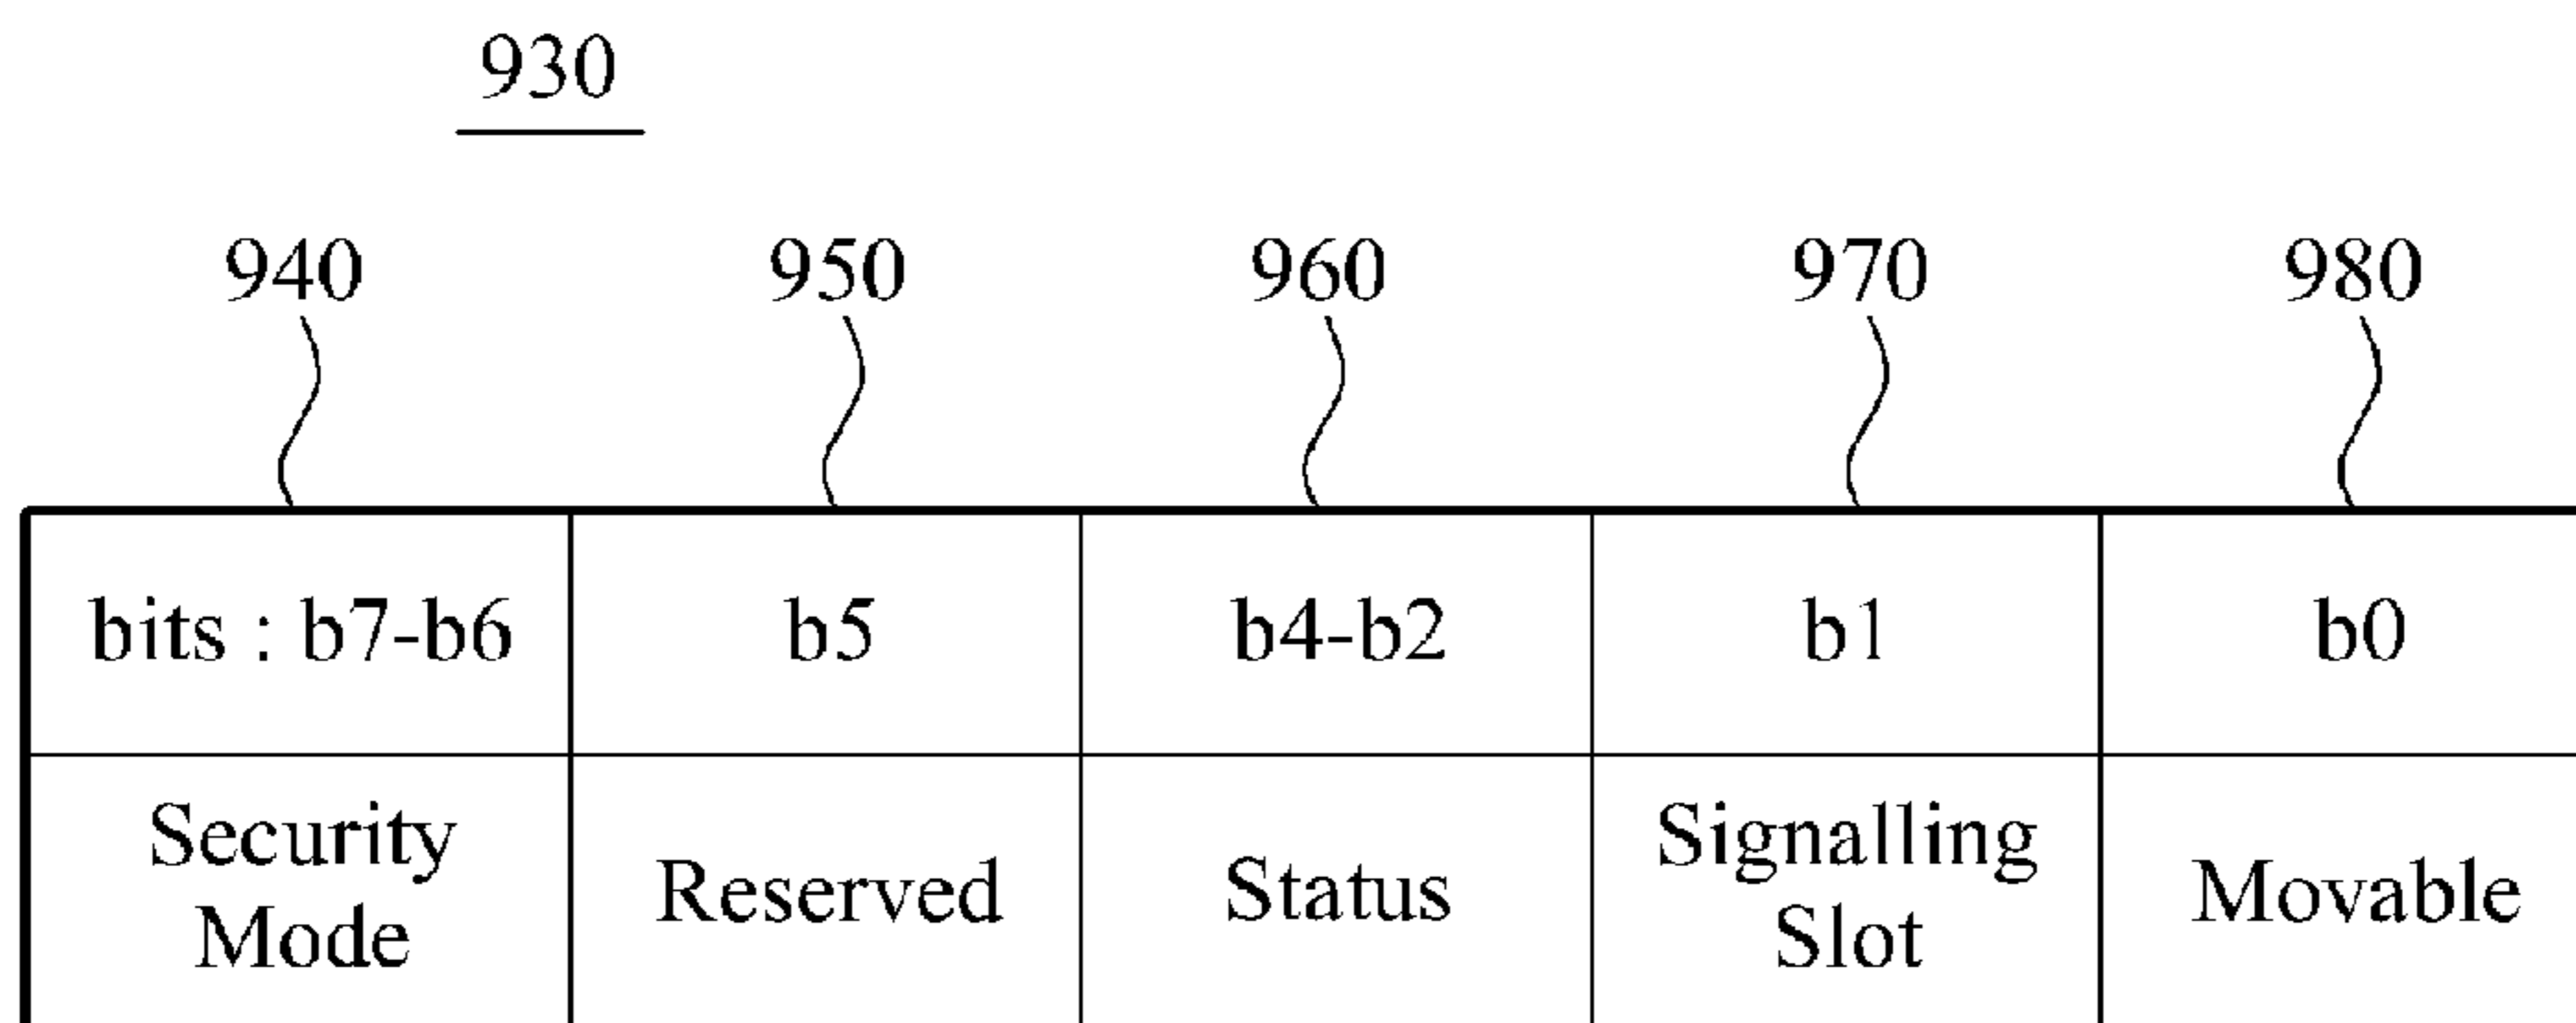 930
940 950 960 970 980
bits : b7-b6 b5 b4-b2 b1 b0
Security Mode Reserved Status Signalling Slot Movable